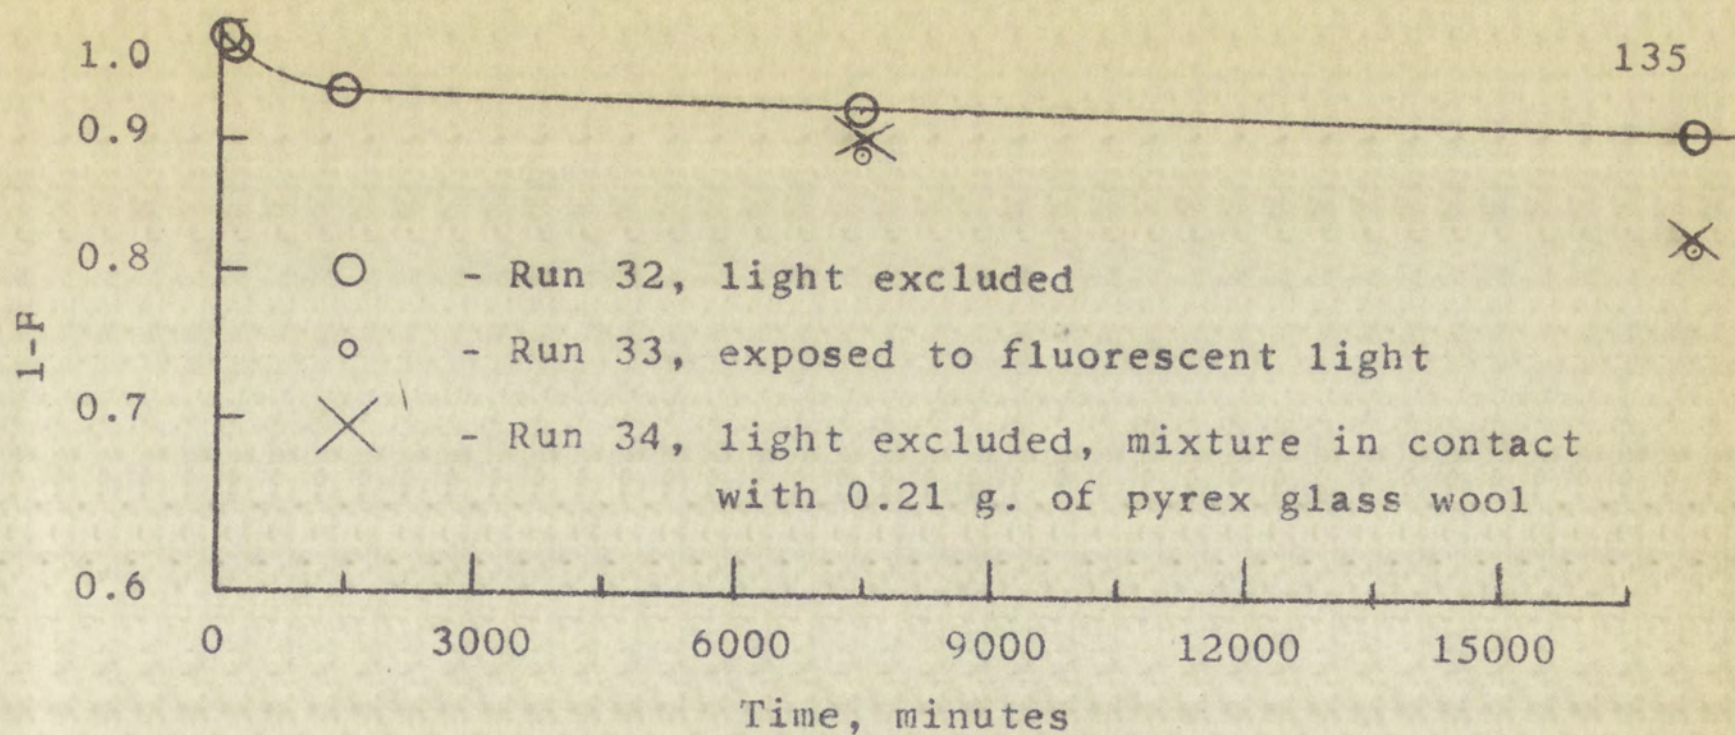 135
1.0
0.9
0.8
0.7
0.6
1-F
- Run 32, light excluded
- Run 33, exposed to fluorescent light
- Run 34, light excluded, mixture in contact
with 0.21 g. of pyrex glass wool
0 3000 6000 9000 12000 15000
Time, minutes